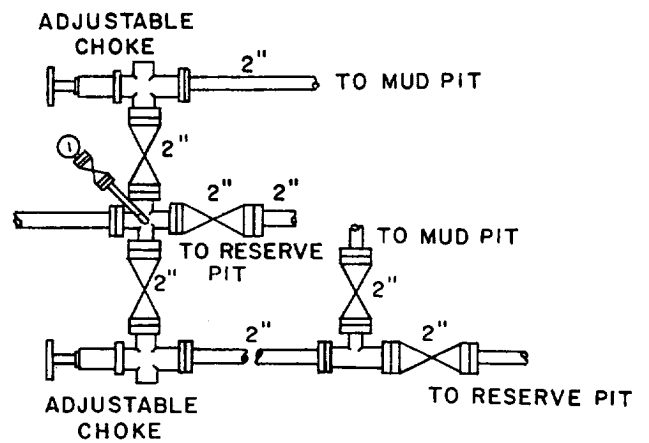 ADJUSTABLE
CHOKE
2"
TO MUD PIT
2"
2"
2"
TO RESERVE
PIT
TO MUD PIT
2"
2"
2"
2"
TO RESERVE PIT
ADJUSTABLE
CHOKE